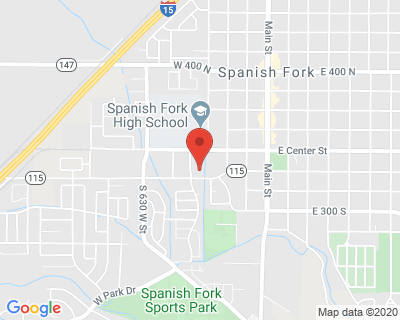 15
147
W 400 N
Spanish Fork
E 400 N
Main St
Spanish Fork
High School
E Center St
115
115
S 630 W St
Main St
E 300 S
W Park Dr
Spanish Fork
Sports Park
Google
Map data ©2020